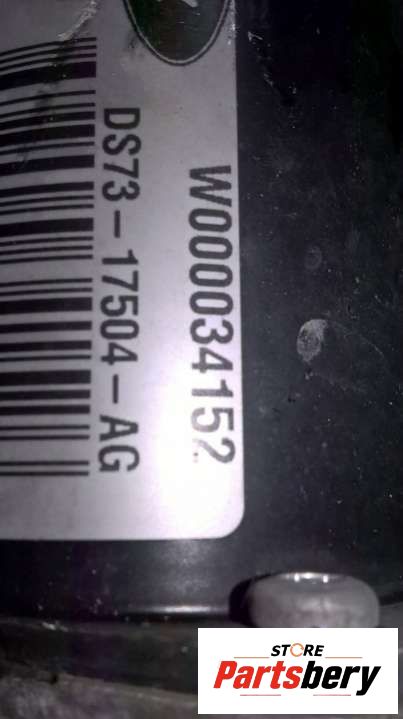 W000034152
DS73-17504-AG
STORE
Partsbery